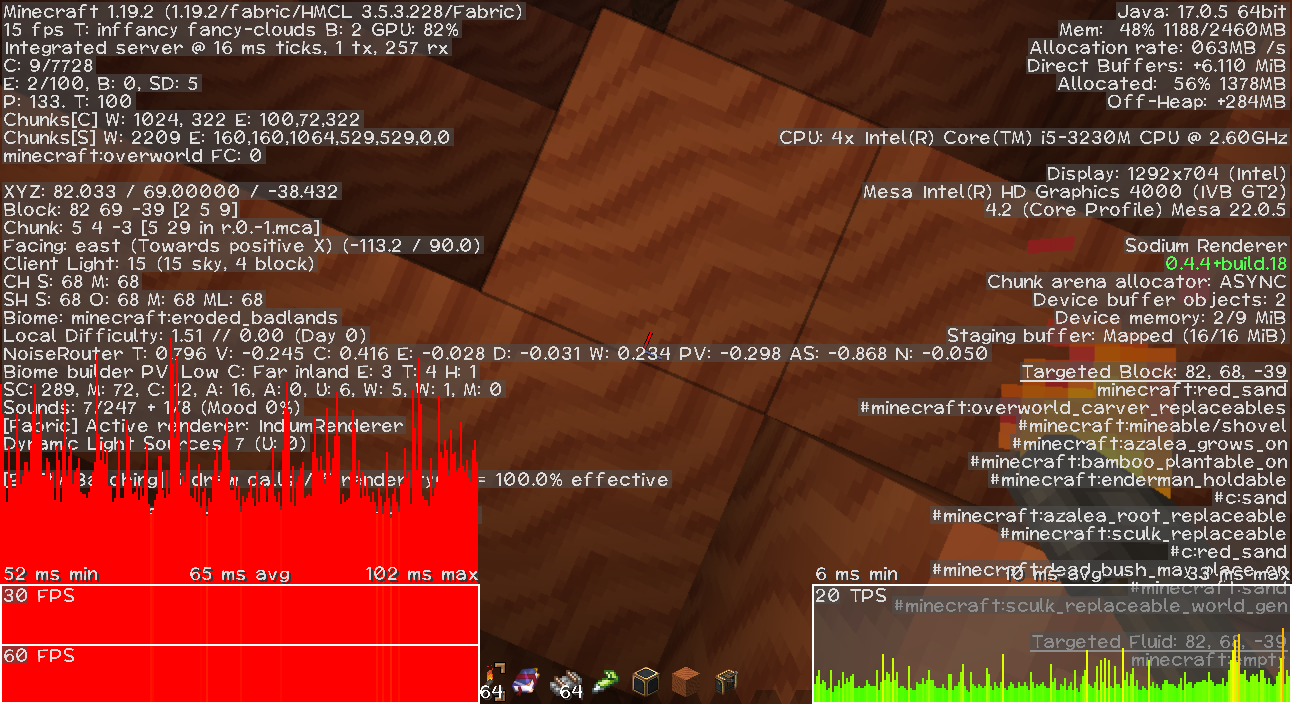 Minecraft 1.19.2 (1.19.2/fabric/HMCL 3.5.3.228/Fabric)
15 fps T: inffancy fancy-clouds B: 2 GPU: 82%
Integrated server @ 16 ms ticks, 1 tx, 257 rx
C: 9/7728
E: 2/100, B: 0, SD: 5
P: 133. T: 100
Chunks[C] W: 1024, 322 E: 100,72,322
Chunks[S] W: 2209 E: 160,160,1064,529,529,0,0
minecraft:overworld FC: 0
XYZ: 82.033 / 69.00000 / -38.432
Block: 82 69 -39 [2 5 9]
Chunk: 5 4 -3 [5 29 in r.0.-1.mca]
Facing: east (Towards positive X) (-113.2 / 90.0)
Client Light: 15 (15 sky, 4 block)
CH S: 68 M: 68
SH S: 68 O: 68 M: 68 ML: 68
Biome: minecraft:eroded_badlands
Local Difficulty: 1.51 // 0.00 (Day 0)
NoiseRouter T: 0.796 V: -0.245 C: 0.416 E: -0.028 D: -0.031 W: 0.234 PV: -0.298 AS: -0.868 N: -0.050
Biome builder PV: Low C: Far inland E: 3 T: 4 H: 1
SC: 289, M: 72, C: 12, A: 16, A: 0, U: 6, W: 5, W: 1, M: 0
Sounds: 7/247 + 1/8 (Mood 0%)
[Fabric] Active renderer: IndiumRenderer
Dynamic Light Sources: 7 (U: 0)
= 100.0% effective
52 ms min 65 ms avg 102 ms max
30 FPS
60 FPS
64
64
Java: 17.0.5 64bit
Mem: 48% 1188/2460MB
Allocation rate: 063MB /s
Direct Buffers: +6.110 MiB
Allocated: 56% 1378MB
Off-Heap: +284MB
CPU: 4x Intel(R) Core(TM) i5-3230M CPU @ 2.60GHz
Display: 1292x704 (Intel)
Mesa Intel(R) HD Graphics 4000 (IVB GT2)
4.2 (Core Profile) Mesa 22.0.5
Sodium Renderer
0.4.4+build.18
Chunk arena allocator: ASYNC
Device buffer objects: 2
Device memory: 2/9 MiB
Staging buffer: Mapped (16/16 MiB)
Targeted Block: 82, 68, -39
minecraft:red_sand
#minecraft:overworld_carver_replaceables
#minecraft:mineable/shovel
#minecraft:azalea_grows_on
#minecraft:bamboo_plantable_on
#minecraft:enderman_holdable
#c:sand
#minecraft:azalea_root_replaceable
#minecraft:sculk_replaceable
#c:red_sand
#minecraft:dead_bush_may_place_on
6 ms min 10 ms avg 33 ms max
#minecraft:sand
20 TPS
#minecraft:sculk_replaceable_world_gen
Targeted Fluid: 82, 68, -39
minecraft:empty